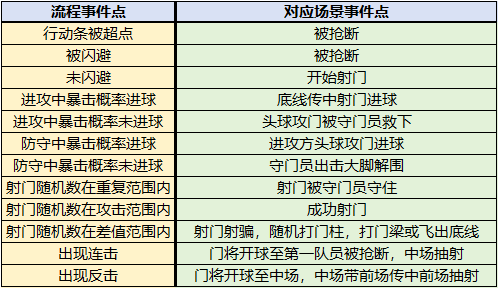 流程事件点 对应场景事件点
行动条被超点 被抢断
被闪避 被抢断
未闪避 开始射门
进攻中暴击概率进球 底线传中射门进球
进攻中暴击概率未进球 头球攻门被守门员救下
防守中暴击概率进球 进攻方头球攻门进球
防守中暴击概率未进球 守门员出击大脚解围
射门随机数在重复范围内 射门被守门员守住
射门随机数在攻击范围内 成功射门
射门随机数在差值范围内 射门射骗，随机打门柱，打门梁或飞出底线
出现连击 门将开球至第一队员被抢断，中场抽射
出现反击 门将开球至中场，中场带前场传中前场抽射